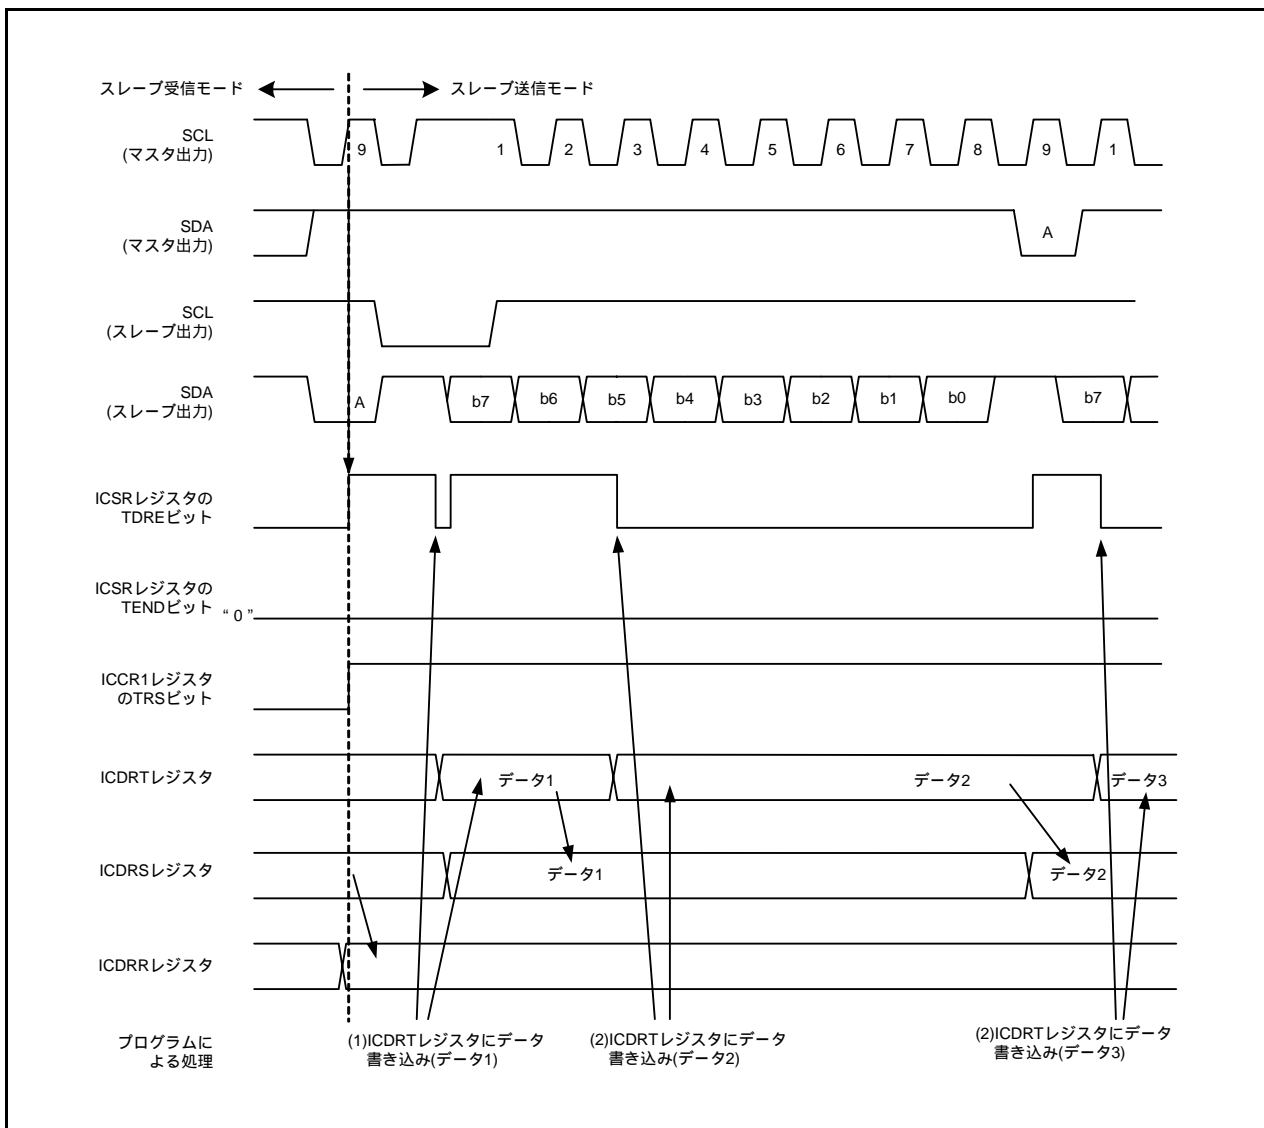 スレーブ受信モード
スレーブ送信モード
SCL
(マスタ出力)
9
1
2
3
4
5
6
7
8
9
1
SDA
(マスタ出力)
A
SCL
(スレーブ出力)
SDA
(スレーブ出力)
A
b7
b6
b5
b4
b3
b2
b1
b0
b7
ICSRレジスタの
TDREビット
ICSRレジスタの
TENDビット
“0”
ICCR1レジスタ
のTRSビット
ICDRTレジスタ
データ1
データ2
データ3
ICDRSレジスタ
データ1
データ2
ICDRRレジスタ
プログラムに
よる処理
(1)ICDRTレジスタにデータ
書き込み(データ1)
(2)ICDRTレジスタにデータ
書き込み(データ2)
(2)ICDRTレジスタにデータ
書き込み(データ3)